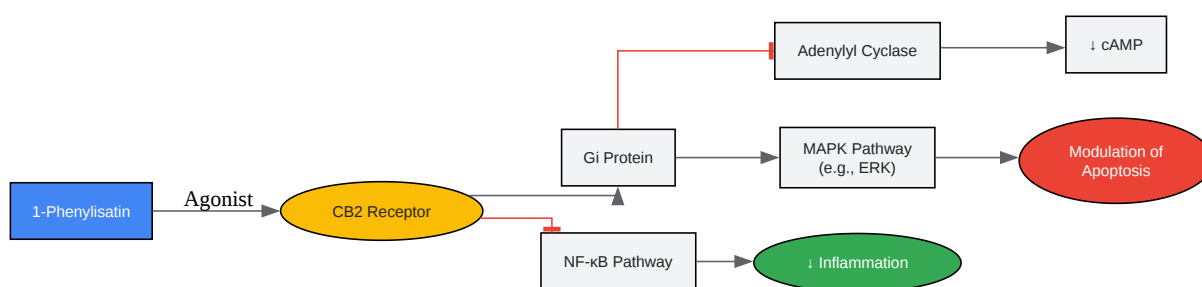 1-Phenylisatin
Agonist
CB2 Receptor
Gi Protein
Adenylyl Cyclase
↓ cAMP
MAPK Pathway
(e.g., ERK)
Modulation of
Apoptosis
NF-κB Pathway
↓ Inflammation